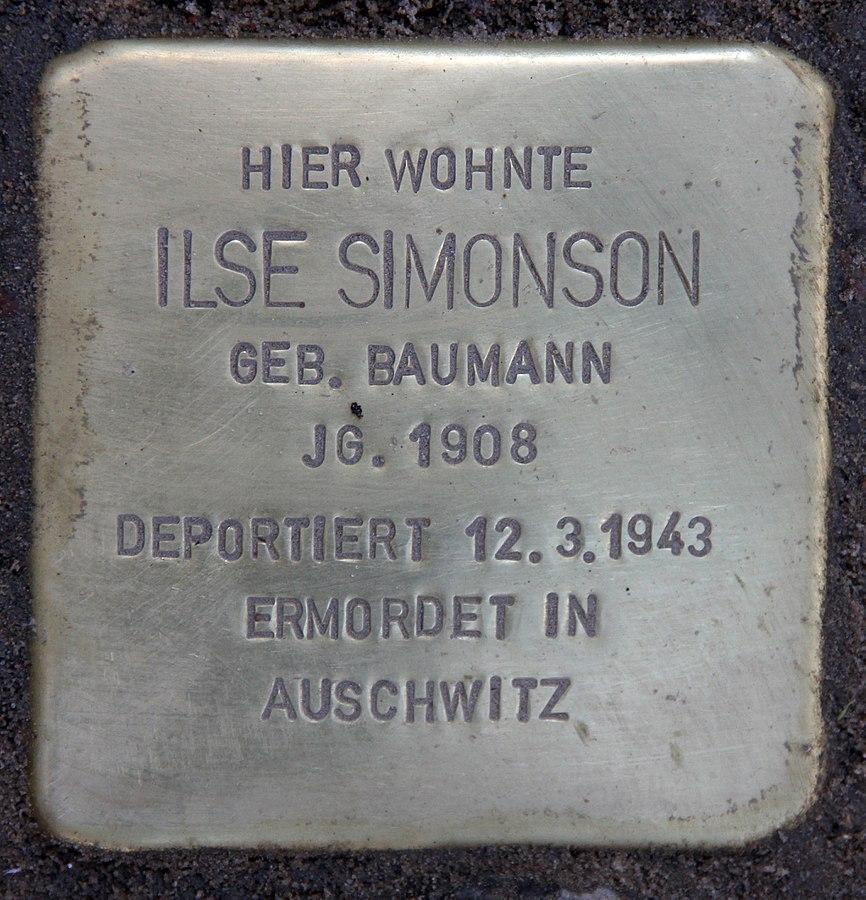 HIER WOHNTE
ILSE SIMONSON
GEB. BAUMANN
JG. 1908
DEPORTIERT 12.3.1943
ERMORDET IN
AUSCHWITZ